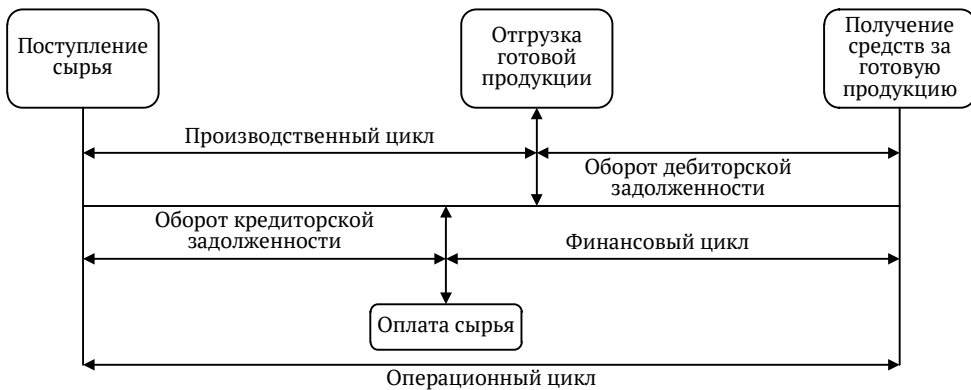 Поступление
сырья
Отгрузка
готовой
продукции
Получение
средств за
готовую
продукцию
Производственный цикл
Оборот дебиторской
задолженности
Оборот кредиторской
задолженности
Финансовый цикл
Оплата сырья
Операционный цикл